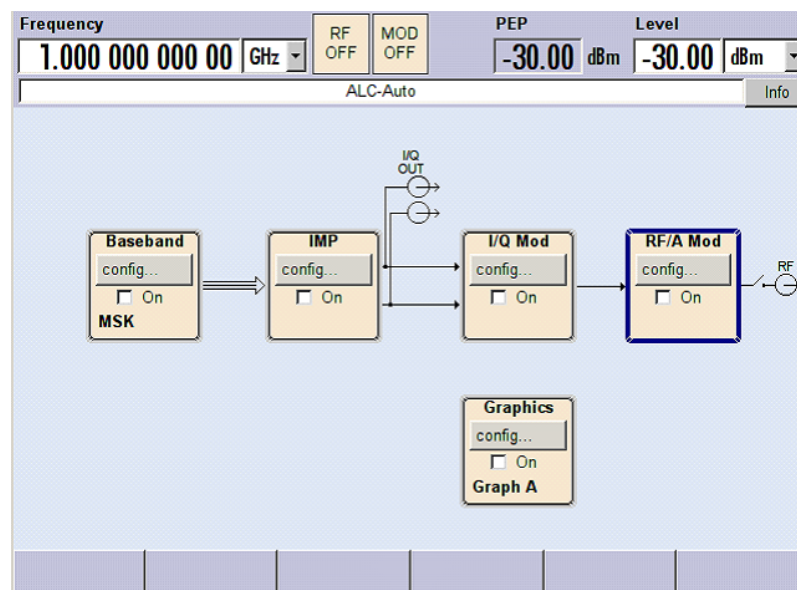 Frequency
RF OFF
MOD OFF
PEP
Level
1.000 000 000 00 GHz
-30.00 dBm
-30.00 dBm
ALC-Auto
Info
I/Q
OUT
Baseband
config...
On
MSK
IMP
config...
On
I/Q Mod
config...
On
RF/A Mod
config...
On
RF
Graphics
config...
On
Graph A